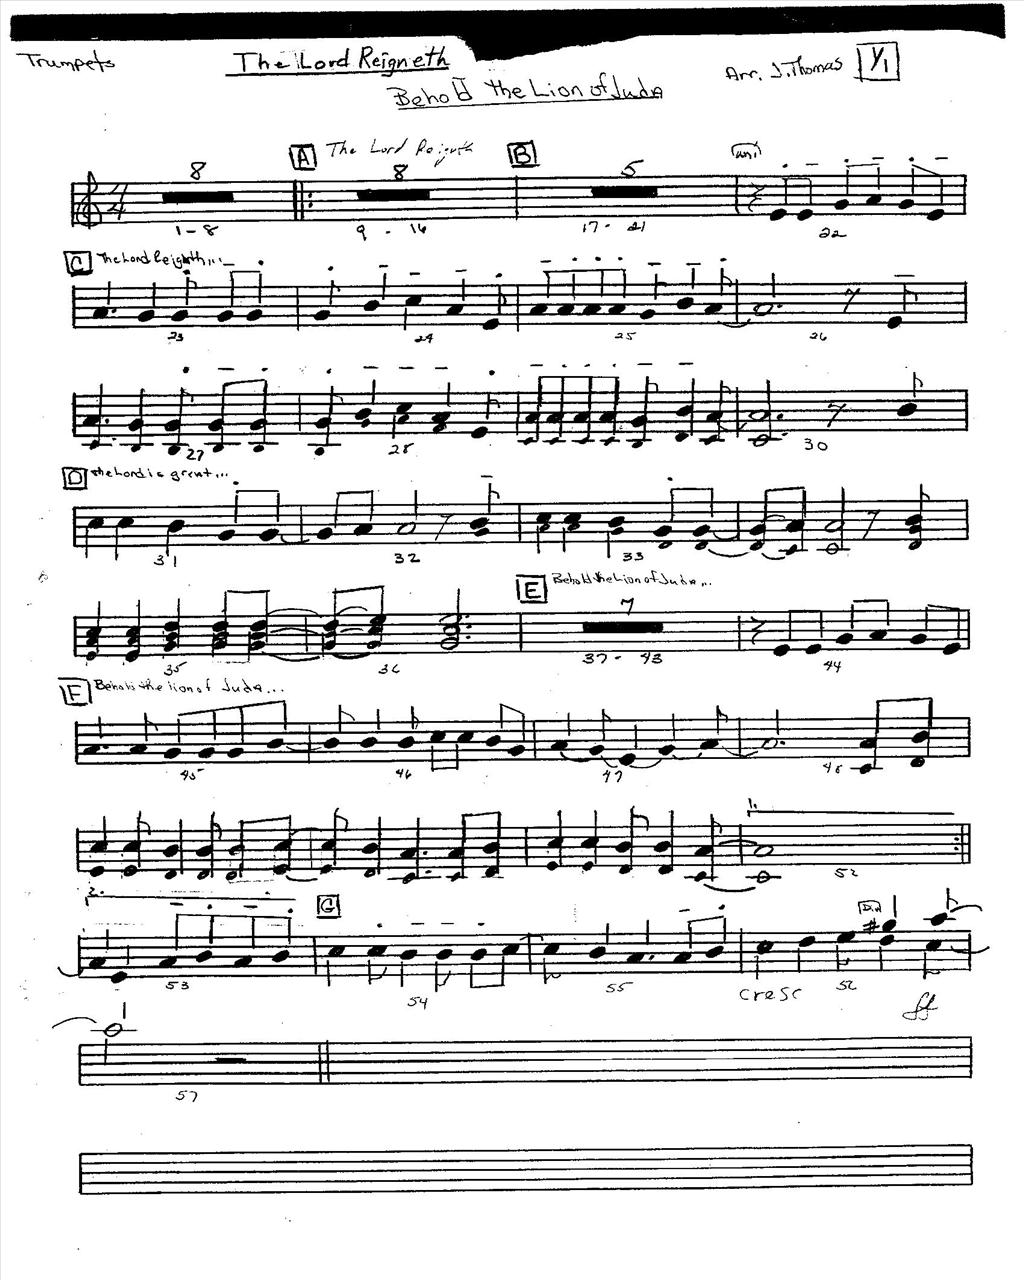 Trumpets
The Lord Reigneth
Behold the Lion of Juda
Arr. J. Thomas
1/1
8 A The Lord Reigneth 8 B 5 uni
1-8 9-16 17-21 22
C The Lord Reigneth...
23 24 25 26
27 28 30
D the Lord is great...
31 32 33
E Behold the Lion of Juda...
7
35 36 37-43 44
F Behold the lion of Juda...
45 46 47 48
1.
52
2. G
Div
53 54 55 cresc 56 ff
57